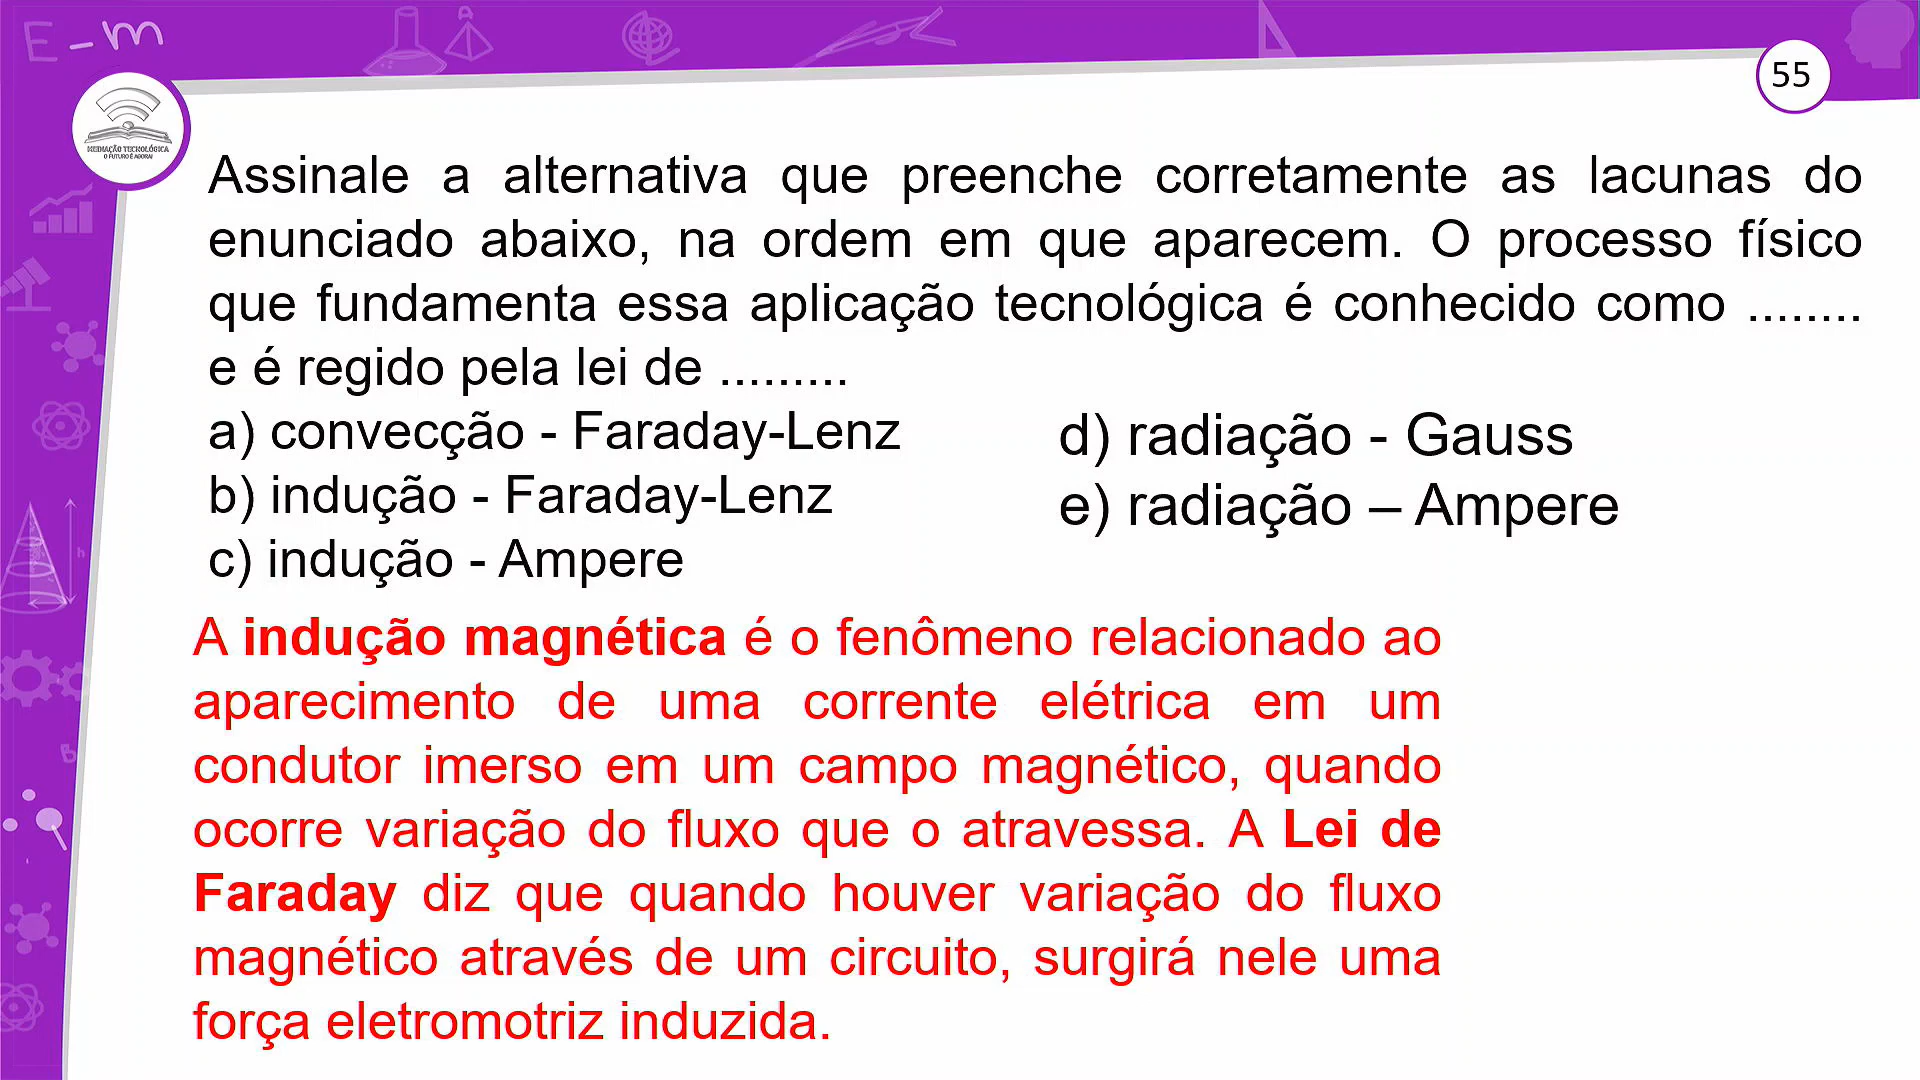 E-m
55
MEDIAÇÃO TECNOLÓGICA
O FUTURO É AGORA!
Assinale a alternativa que preenche corretamente as lacunas do
enunciado abaixo, na ordem em que aparecem. O processo físico
que fundamenta essa aplicação tecnológica é conhecido como ........
e é regido pela lei de .........
a) convecção - Faraday-Lenz
b) indução - Faraday-Lenz
c) indução - Ampere
d) radiação - Gauss
e) radiação – Ampere
A indução magnética é o fenômeno relacionado ao
aparecimento de uma corrente elétrica em um
condutor imerso em um campo magnético, quando
ocorre variação do fluxo que o atravessa. A Lei de
Faraday diz que quando houver variação do fluxo
magnético através de um circuito, surgirá nele uma
força eletromotriz induzida.